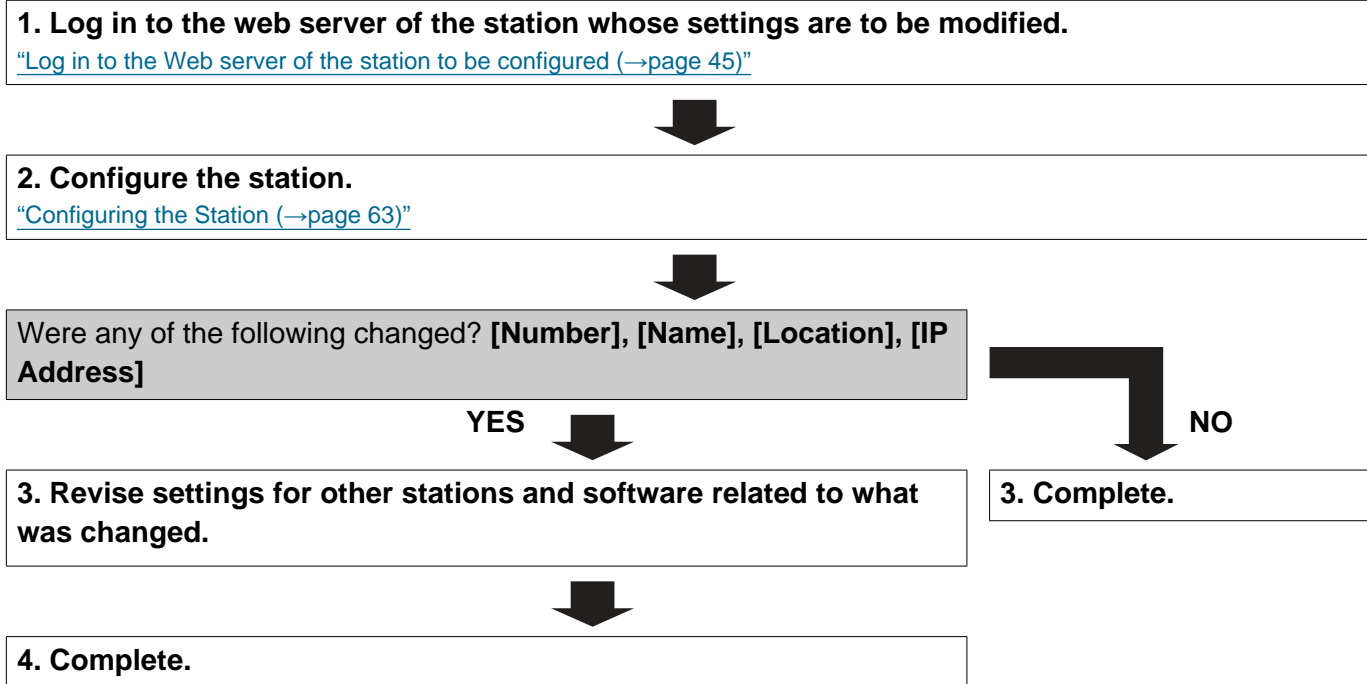 1. Log in to the web server of the station whose settings are to be modified.
“Log in to the Web server of the station to be configured (→page 45)”
2. Configure the station.
“Configuring the Station (→page 63)”
Were any of the following changed? [Number], [Name], [Location], [IP
Address]
YES
NO
3. Revise settings for other stations and software related to what
was changed.
3. Complete.
4. Complete.